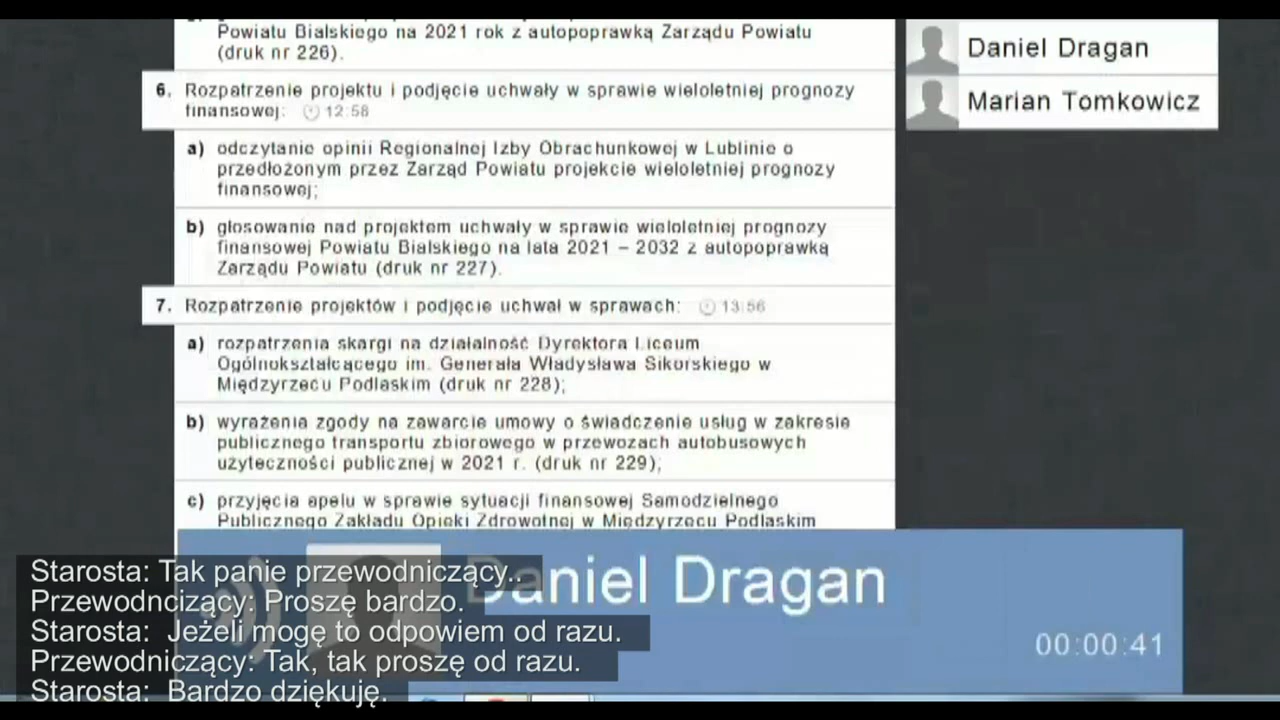 Powiatu Bialskiego na 2021 rok z autopoprawką Zarządu Powiatu
(druk nr 226).
6. Rozpatrzenie projektu i podjęcie uchwały w sprawie wieloletniej prognozy
finansowej: 12:58
a) odczytanie opinii Regionalnej Izby Obrachunkowej w Lublinie o
przedłożonym przez Zarząd Powiatu projekcie wieloletniej prognozy
finansowej;
b) głosowanie nad projektem uchwały w sprawie wieloletniej prognozy
finansowej Powiatu Bialskiego na lata 2021 – 2032 z autopoprawką
Zarządu Powiatu (druk nr 227).
7. Rozpatrzenie projektów i podjęcie uchwał w sprawach: 13:56
a) rozpatrzenia skargi na działalność Dyrektora Liceum
Ogólnokształcącego im. Generała Władysława Sikorskiego w
Międzyrzecu Podlaskim (druk nr 228);
b) wyrażenia zgody na zawarcie umowy o świadczenie usług w zakresie
publicznego transportu zbiorowego w przewozach autobusowych
użyteczności publicznej w 2021 r. (druk nr 229);
c) przyjęcia apelu w sprawie sytuacji finansowej Samodzielnego
Publicznego Zakładu Opieki Zdrowotnej w Międzyrzecu Podlaskim
Daniel Dragan
Marian Tomkowicz
Daniel Dragan
00:00:41
Starosta: Tak panie przewodniczący..
Przewodncizący: Proszę bardzo.
Starosta: Jeżeli mogę to odpowiem od razu.
Przewodniczący: Tak, tak proszę od razu.
Starosta: Bardzo dziękuję.